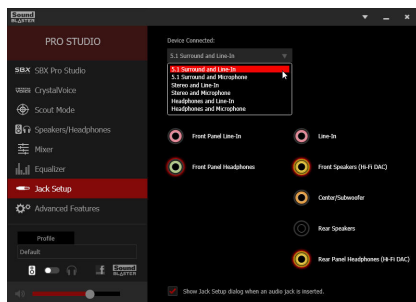 Sound
BLASTER
PRO STUDIO
SBX SBX Pro Studio
CrystalVoice
Scout Mode
Speakers/Headphones
Mixer
Equalizer
Jack Setup
Advanced Features
Profile
Default
Sound
BLASTER
Device Connected:
5.1 Surround and Line-In
5.1 Surround and Line-In
5.1 Surround and Microphone
Stereo and Line-In
Stereo and Microphone
Headphones and Line-In
Headphones and Microphone
Front Panel Line-In
Line-In
Front Panel Headphones
Front Speakers (Hi-Fi DAC)
Center/Subwoofer
Rear Speakers
Rear Panel Headphones (Hi-Fi DAC)
Show Jack Setup dialog when an audio jack is inserted.